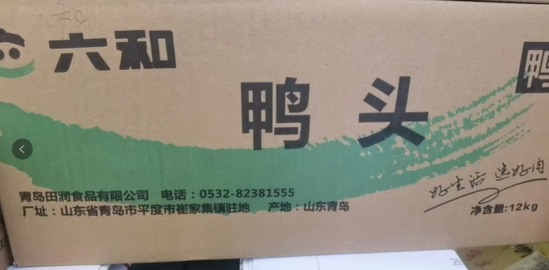 六和
鸭
鸭头
好生活 选好肉
青岛田润食品有限公司 电话:0532-82381555
厂址:山东省青岛市平度市崔家集镇驻地 产地:山东青岛
净含量:12kg